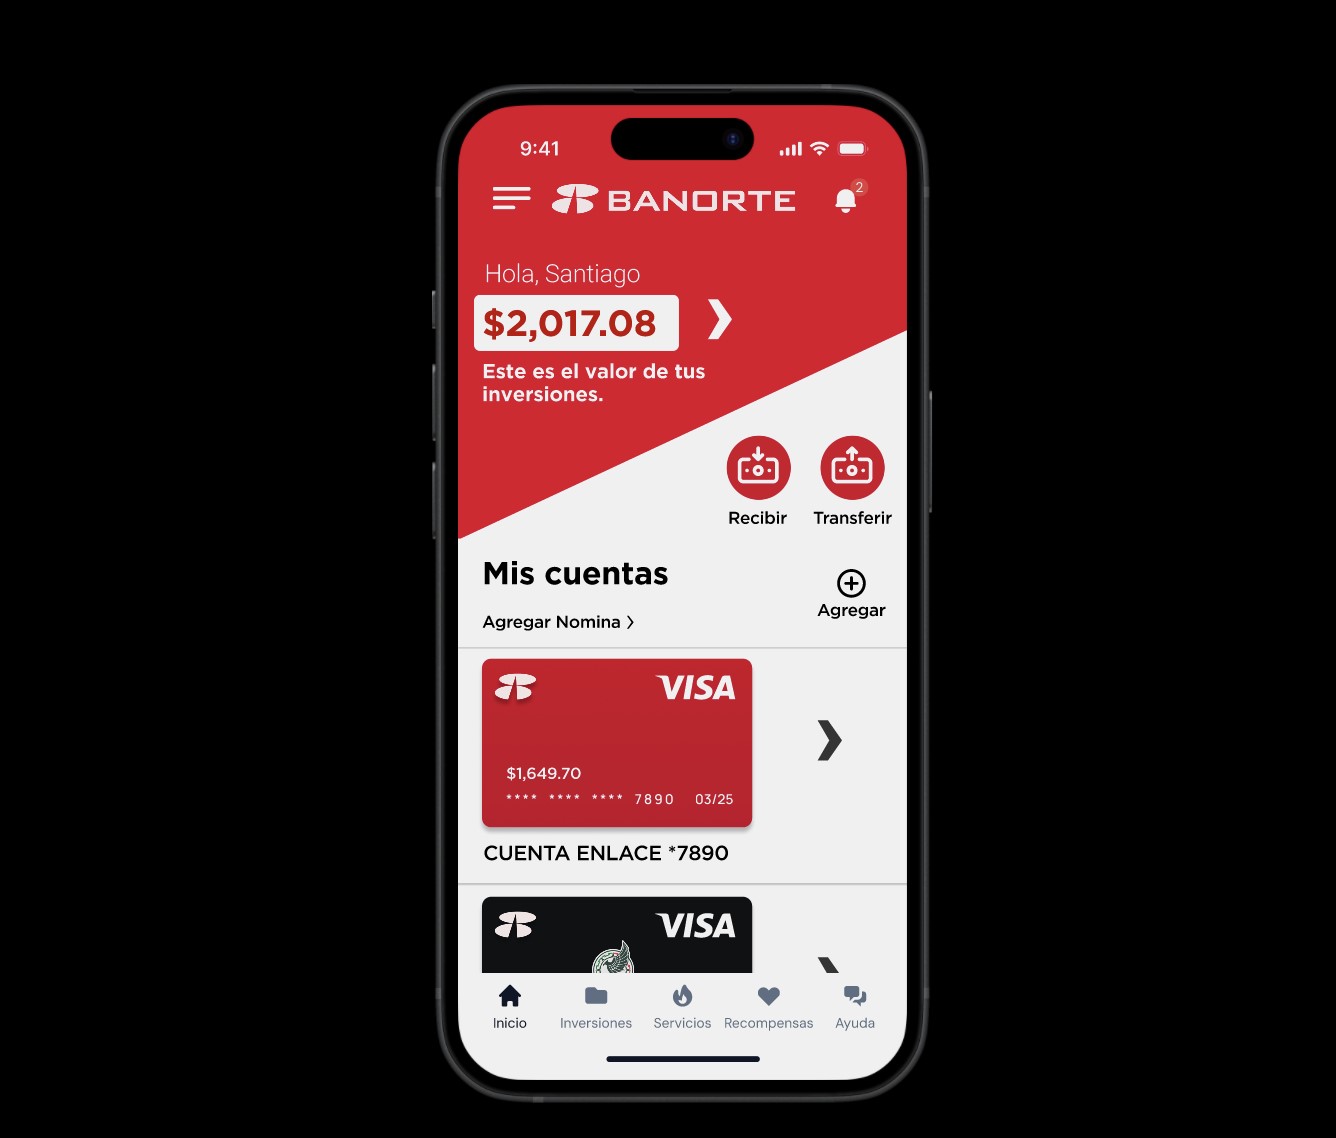 9:41
BANORTE
2
Hola, Santiago
$2,017.08
Este es el valor de tus
inversiones.
Recibir
Transferir
Mis cuentas
Agregar Nomina
Agregar
VISA
$1,649.70
**** **** **** 7890 03/25
CUENTA ENLACE *7890
VISA
Inicio
Inversiones
Servicios
Recompensas
Ayuda